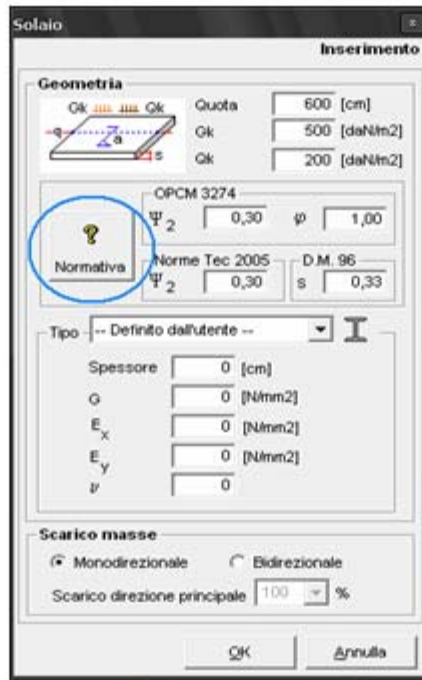 Solaio
Inserimento
Geometria
Gk Qk
q
a
s
Quota 600 [cm]
Gk 500 [daN/m2]
Qk 200 [daN/m2]
OPCM 3274
Ψ2 0,30 φ 1,00
? Normativa
Norme Tec 2005
Ψ2 0,30
D.M. 96
s 0,33
Tipo -- Definito dall'utente --
Spessore 0 [cm]
G 0 [N/mm2]
Ex 0 [N/mm2]
Ey 0 [N/mm2]
ν 0
Scarico masse
Monodirezionale Bidirezionale
Scarico direzione principale 100 %
OK Annulla